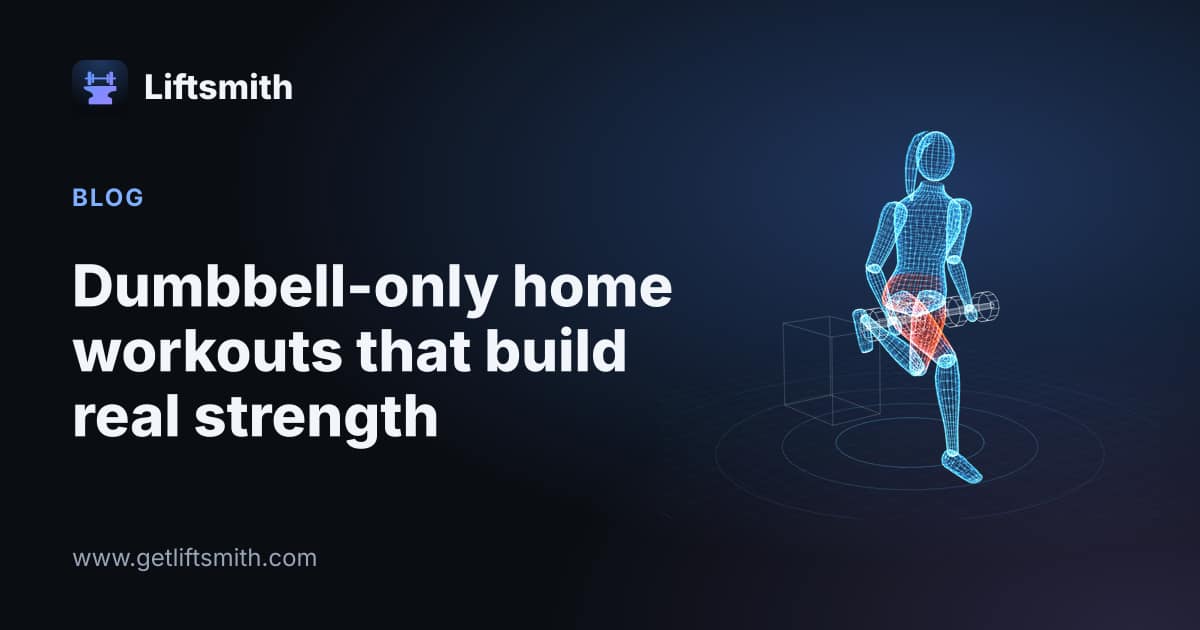 Liftsmith
BLOG
Dumbbell-only home
workouts that build
real strength
www.getliftsmith.com